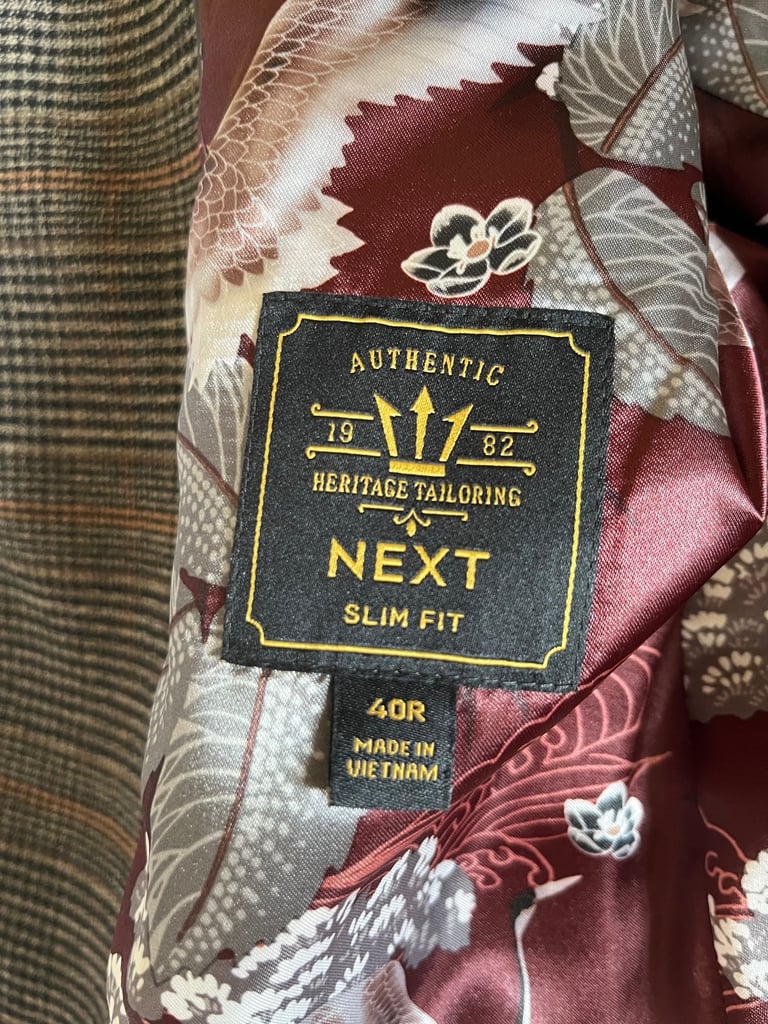 AUTHENTIC
19 82
HERITAGE TAILORING
NEXT
SLIM FIT
40R
MADE IN
VIETNAM